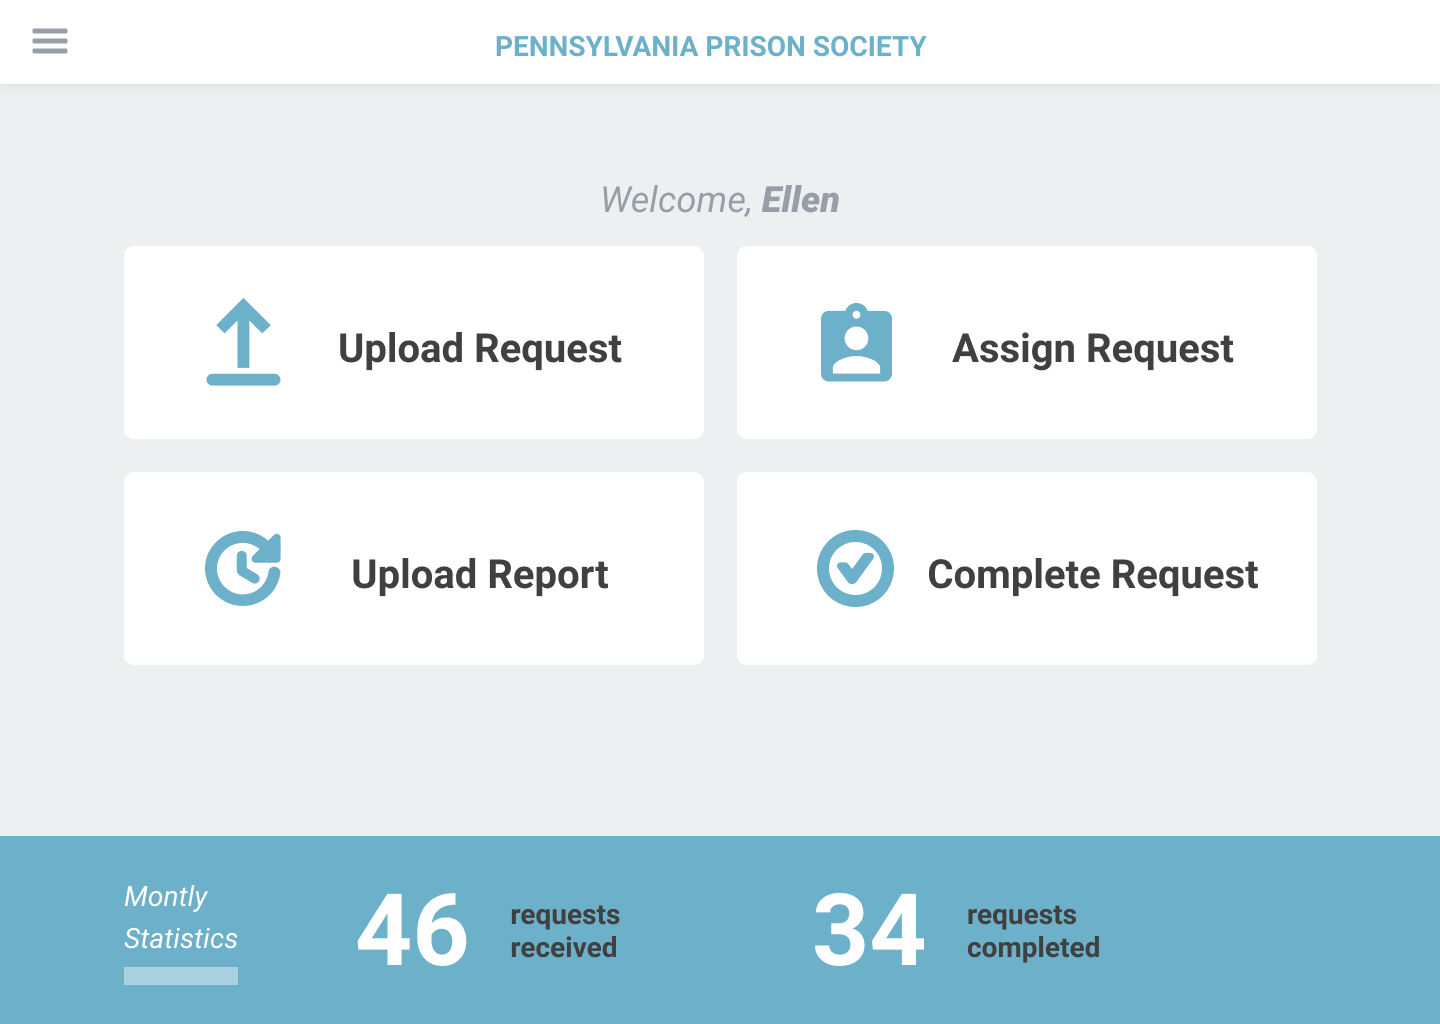 PENNSYLVANIA PRISON SOCIETY
Welcome, Ellen
Upload Request
Assign Request
Upload Report
Complete Request
Montly
Statistics
46
requests
received
34
requests
completed